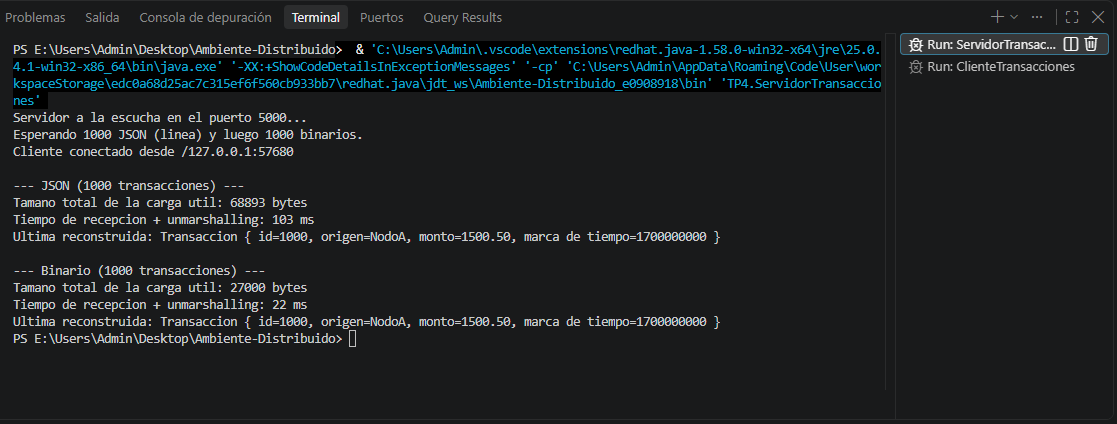 Problemas Salida Consola de depuración Terminal Puertos Query Results
PS E:\Users\Admin\Desktop\Ambiente-Distribuido>  & 'C:\Users\Admin\.vscode\extensions\redhat.java-1.58.0-win32-x64\jre\25.0.
4.1-win32-x86_64\bin\java.exe' '-XX:+ShowCodeDetailsInExceptionMessages' '-cp' 'C:\Users\Admin\AppData\Roaming\Code\User\wor
kspaceStorage\edc0a68d25ac7c315ef6f560cb933bb7\redhat.java\jdt_ws\Ambiente-Distribuido_e0908918\bin' 'TP4.ServidorTransaccio
nes'
Servidor a la escucha en el puerto 5000...
Esperando 1000 JSON (linea) y luego 1000 binarios.
Cliente conectado desde /127.0.0.1:57680
--- JSON (1000 transacciones) ---
Tamano total de la carga util: 68893 bytes
Tiempo de recepcion + unmarshalling: 103 ms
Ultima reconstruida: Transaccion { id=1000, origen=NodoA, monto=1500.50, marca de tiempo=1700000000 }
--- Binario (1000 transacciones) ---
Tamano total de la carga util: 27000 bytes
Tiempo de recepcion + unmarshalling: 22 ms
Ultima reconstruida: Transaccion { id=1000, origen=NodoA, monto=1500.50, marca de tiempo=1700000000 }
PS E:\Users\Admin\Desktop\Ambiente-Distribuido>
Run: ServidorTransac...
Run: ClienteTransacciones